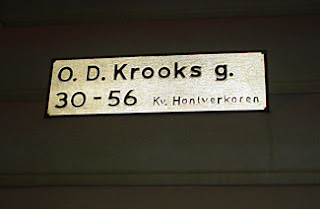 O. D. Krooks g.
30-56 Kv. Hantverkaren